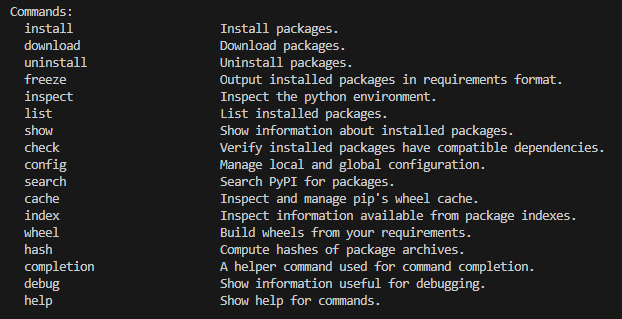 Commands:
  install                     Install packages.
  download                    Download packages.
  uninstall                   Uninstall packages.
  freeze                      Output installed packages in requirements format.
  inspect                     Inspect the python environment.
  list                        List installed packages.
  show                        Show information about installed packages.
  check                       Verify installed packages have compatible dependencies.
  config                      Manage local and global configuration.
  search                      Search PyPI for packages.
  cache                       Inspect and manage pip's wheel cache.
  index                       Inspect information available from package indexes.
  wheel                       Build wheels from your requirements.
  hash                        Compute hashes of package archives.
  completion                  A helper command used for command completion.
  debug                       Show information useful for debugging.
  help                        Show help for commands.